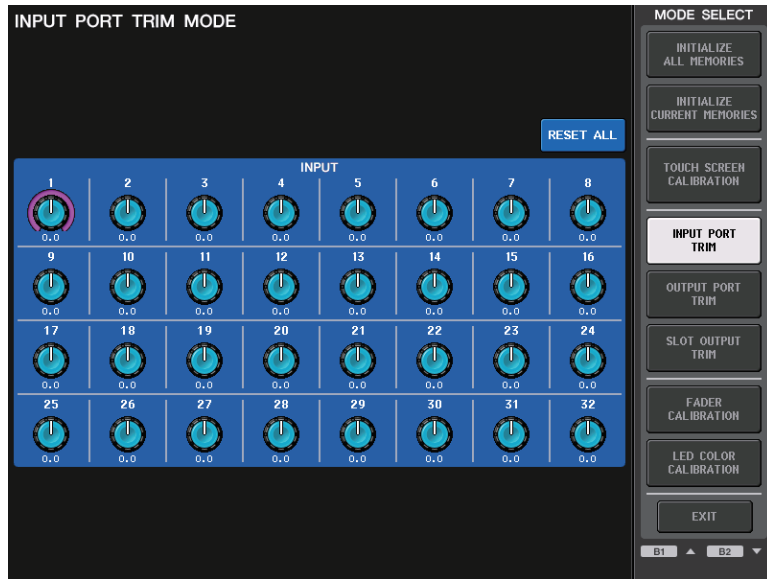 INPUT PORT TRIM MODE
RESET ALL
INPUT
1 2 3 4 5 6 7 8
0.0 0.0 0.0 0.0 0.0 0.0 0.0 0.0
9 10 11 12 13 14 15 16
0.0 0.0 0.0 0.0 0.0 0.0 0.0 0.0
17 18 19 20 21 22 23 24
0.0 0.0 0.0 0.0 0.0 0.0 0.0 0.0
25 26 27 28 29 30 31 32
0.0 0.0 0.0 0.0 0.0 0.0 0.0 0.0
MODE SELECT
INITIALIZE
ALL MEMORIES
INITIALIZE
CURRENT MEMORIES
TOUCH SCREEN
CALIBRATION
INPUT PORT
TRIM
OUTPUT PORT
TRIM
SLOT OUTPUT
TRIM
FADER
CALIBRATION
LED COLOR
CALIBRATION
EXIT
B1 ▲ B2 ▼